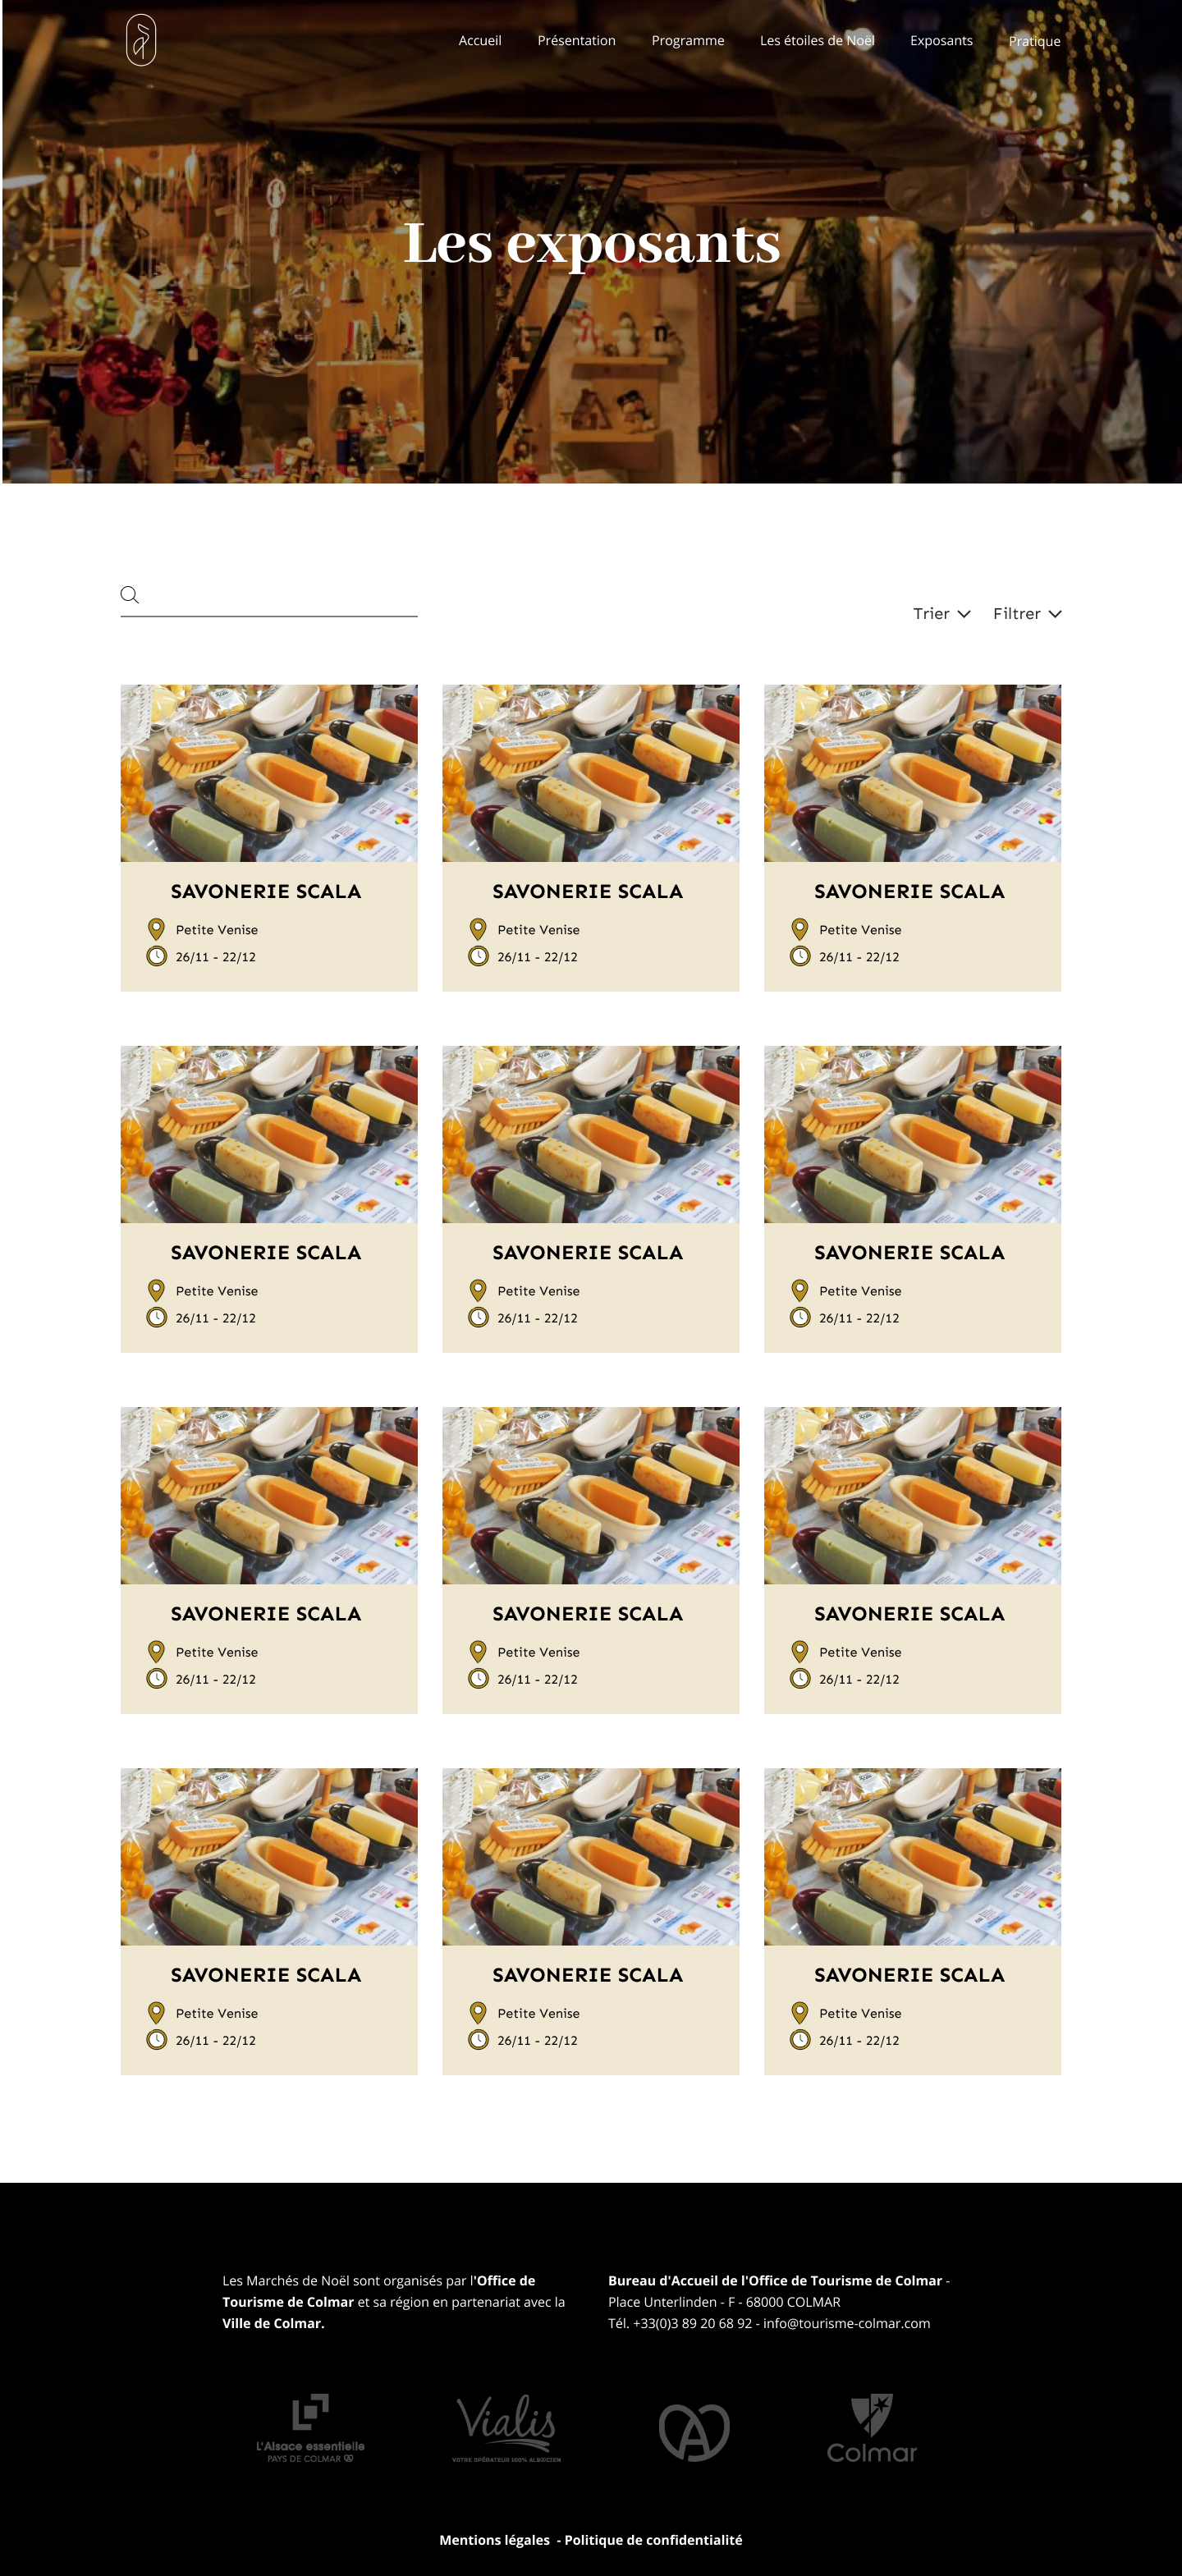 Accueil Présentation Programme Les étoiles de Noël Exposants Pratique
Les exposants
Trier Filtrer
SAVONERIE SCALA SAVONERIE SCALA SAVONERIE SCALA
Petite Venise Petite Venise Petite Venise
26/11 - 22/12 26/11 - 22/12 26/11 - 22/12
SAVONERIE SCALA SAVONERIE SCALA SAVONERIE SCALA
Petite Venise Petite Venise Petite Venise
26/11 - 22/12 26/11 - 22/12 26/11 - 22/12
SAVONERIE SCALA SAVONERIE SCALA SAVONERIE SCALA
Petite Venise Petite Venise Petite Venise
26/11 - 22/12 26/11 - 22/12 26/11 - 22/12
SAVONERIE SCALA SAVONERIE SCALA SAVONERIE SCALA
Petite Venise Petite Venise Petite Venise
26/11 - 22/12 26/11 - 22/12 26/11 - 22/12
Les Marchés de Noël sont organisés par l'Office de
Tourisme de Colmar et sa région en partenariat avec la
Ville de Colmar.
Bureau d'Accueil de l'Office de Tourisme de Colmar -
Place Unterlinden - F - 68000 COLMAR
Tél. +33(0)3 89 20 68 92 - info@tourisme-colmar.com
L'Alsace essentielle
PAYS DE COLMAR
Vialis
VOTRE OPÉRATEUR 100% ALSACIEN
A
Colmar
Mentions légales - Politique de confidentialité